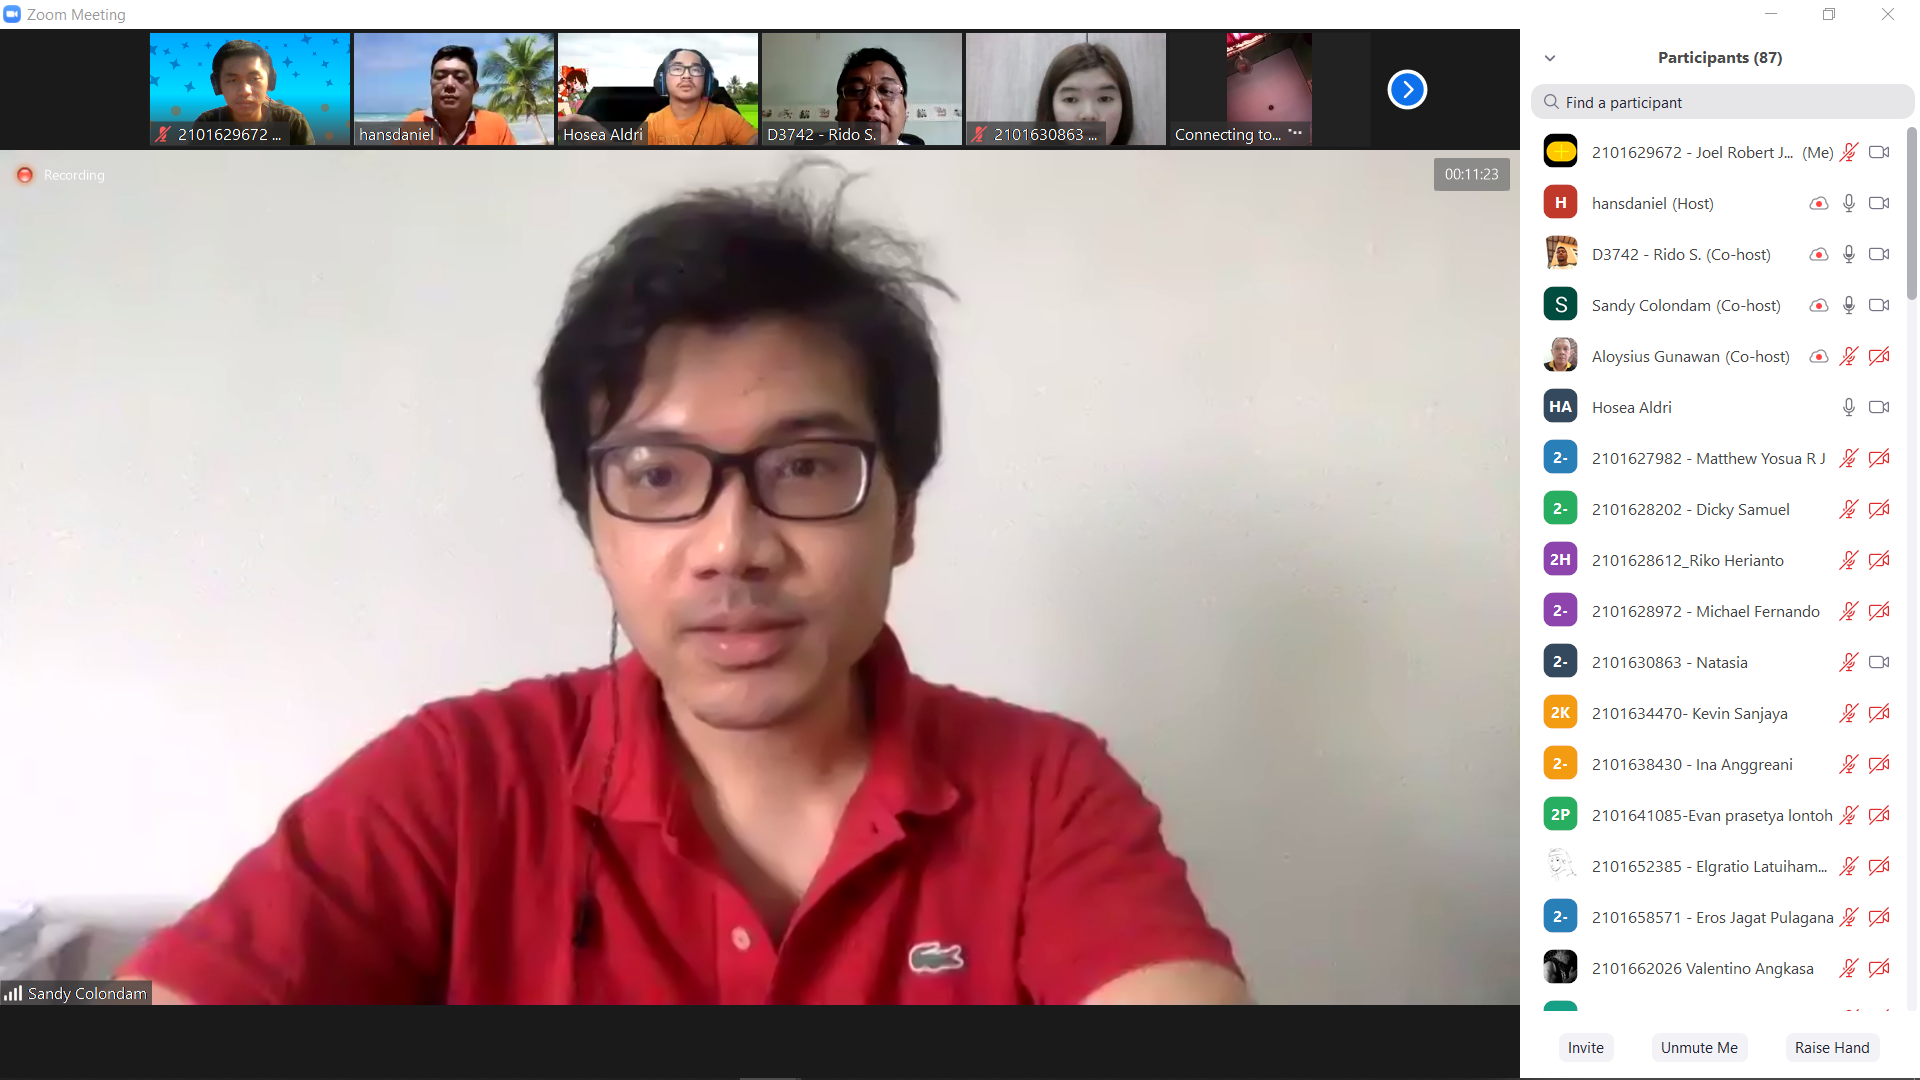 Zoom Meeting
2101629672 ...
hansdaniel
Hosea Aldri
D3742 - Rido S.
2101630863 ...
Connecting to...
Recording
00:11:23
Sandy Colondam
Participants (87)
Find a participant
2101629672 - Joel Robert J... (Me)
H hansdaniel (Host)
D3742 - Rido S. (Co-host)
S Sandy Colondam (Co-host)
Aloysius Gunawan (Co-host)
HA Hosea Aldri
2- 2101627982 - Matthew Yosua R J
2- 2101628202 - Dicky Samuel
2H 2101628612_Riko Herianto
2- 2101628972 - Michael Fernando
2- 2101630863 - Natasia
2K 2101634470- Kevin Sanjaya
2- 2101638430 - Ina Anggreani
2P 2101641085-Evan prasetya lontoh
2101652385 - Elgratio Latuiham...
2- 2101658571 - Eros Jagat Pulagana
2101662026 Valentino Angkasa
Invite
Unmute Me
Raise Hand